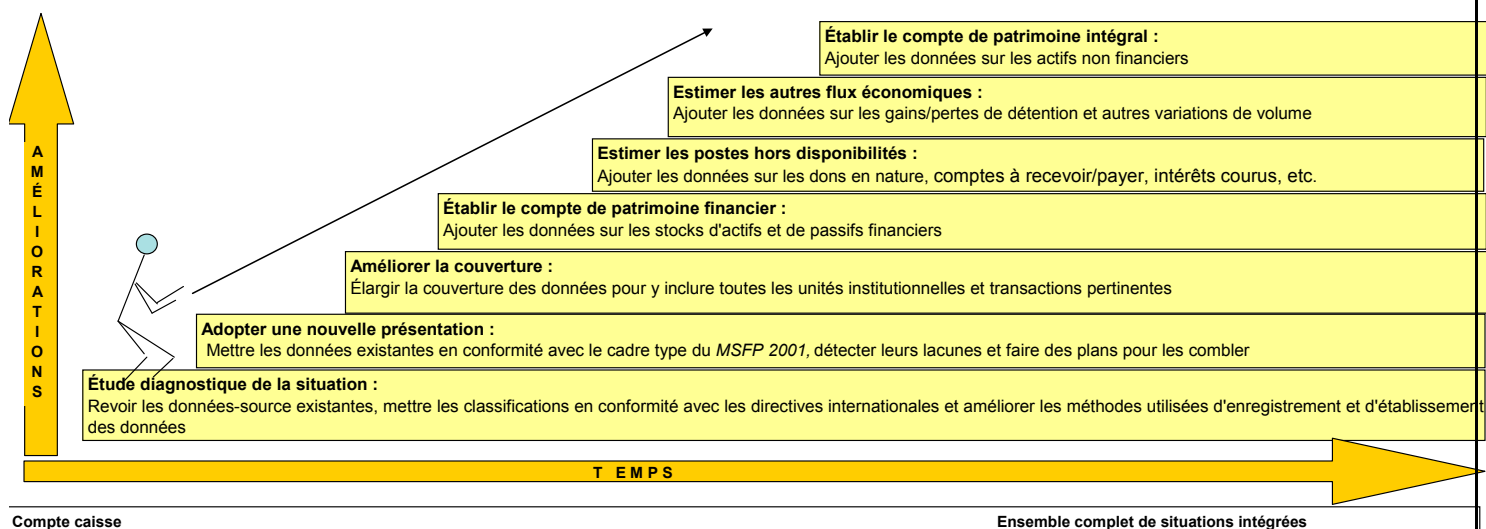 Établir le compte de patrimoine intégral :
Ajouter les données sur les actifs non financiers
Estimer les autres flux économiques :
Ajouter les données sur les gains/pertes de détention et autres variations de volume
Estimer les postes hors disponibilités :
Ajouter les données sur les dons en nature, comptes à recevoir/payer, intérêts courus, etc.
Établir le compte de patrimoine financier :
Ajouter les données sur les stocks d'actifs et de passifs financiers
Améliorer la couverture :
Élargir la couverture des données pour y inclure toutes les unités institutionnelles et transactions pertinentes
Adopter une nouvelle présentation :
Mettre les données existantes en conformité avec le cadre type du MSFP 2001, détecter leurs lacunes et faire des plans pour les combler
Étude diagnostique de la situation :
Revoir les données-source existantes, mettre les classifications en conformité avec les directives internationales et améliorer les méthodes utilisées d'enregistrement et d'établissement
des données
AMÉLIORATIONS
T EMPS
Compte caisse
Ensemble complet de situations intégrées